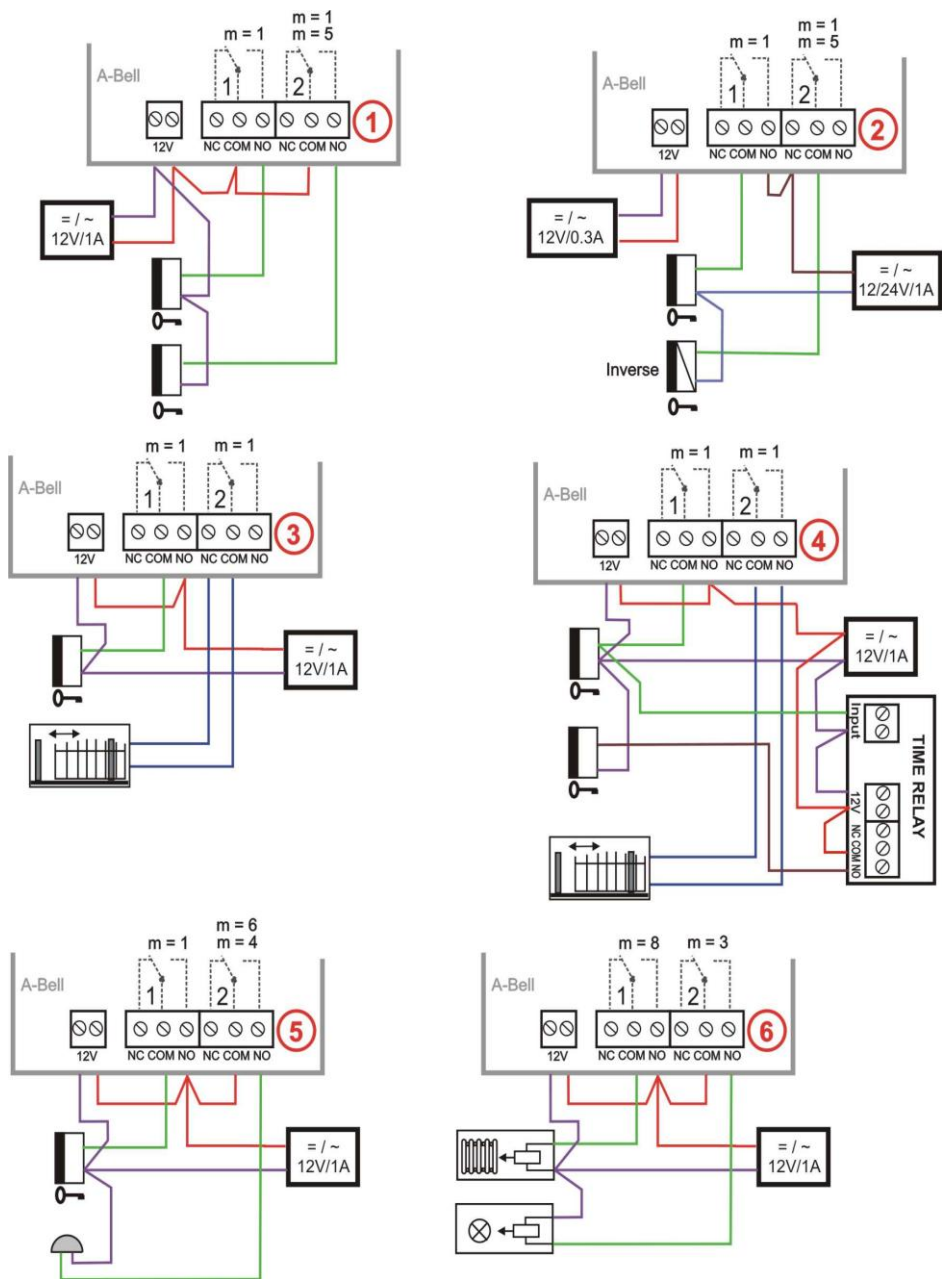 m = 1
m = 1
m = 5
A-Bell
1
2
1
12V
NC COM NO NC COM NO
= / ~
12V/1A
m = 1
m = 1
m = 5
A-Bell
1
2
2
12V
NC COM NO NC COM NO
= / ~
12V/0.3A
= / ~
12/24V/1A
Inverse
m = 1
m = 1
A-Bell
1
2
3
12V
NC COM NO NC COM NO
= / ~
12V/1A
m = 1
m = 1
A-Bell
1
2
4
12V
NC COM NO NC COM NO
= / ~
12V/1A
Input
12V
NC COM NO
TIME RELAY
m = 1
m = 6
m = 4
A-Bell
1
2
5
12V
NC COM NO NC COM NO
= / ~
12V/1A
m = 8
m = 3
A-Bell
1
2
6
12V
NC COM NO NC COM NO
= / ~
12V/1A